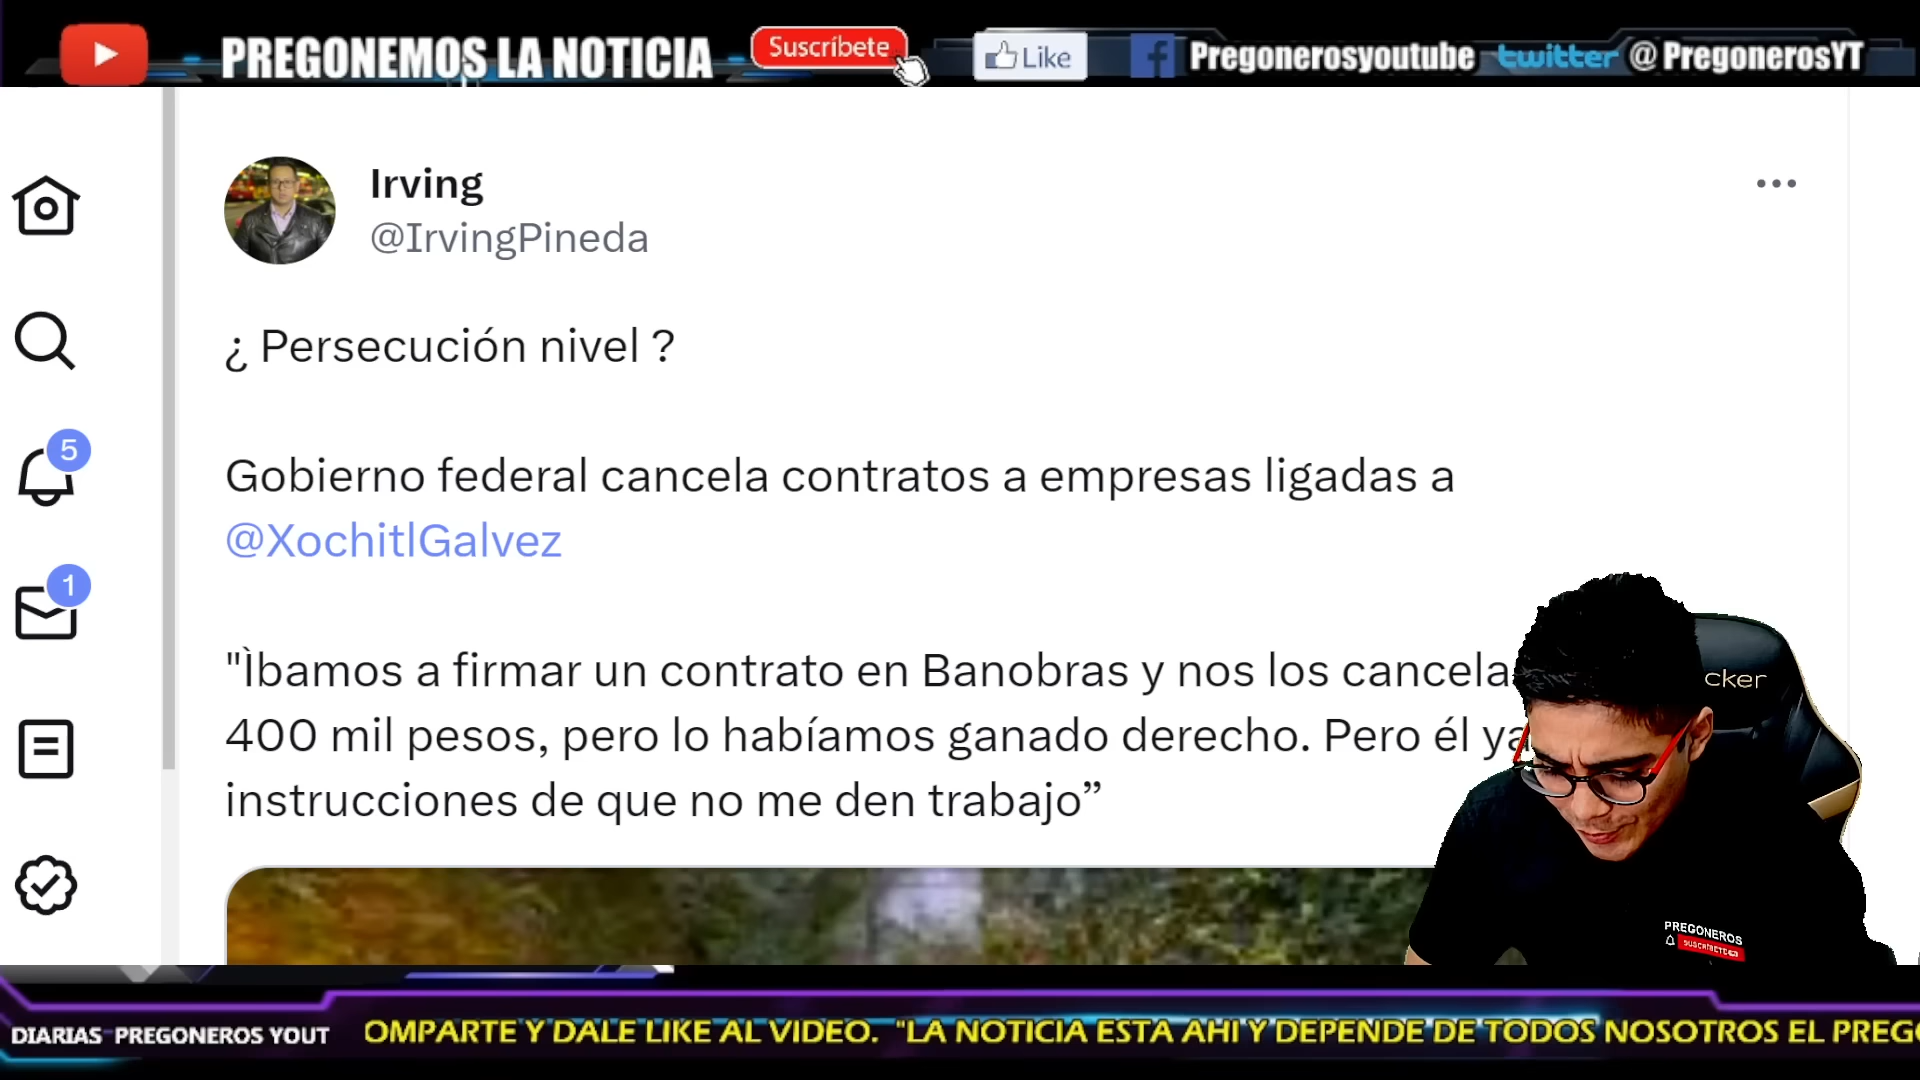 PREGONEMOS LA NOTICIA
Suscríbete
Like
Pregonerosyoutube
twitter @PregonerosYT
Irving
@IrvingPineda
¿ Persecución nivel ?
Gobierno federal cancela contratos a empresas ligadas a
@XochitlGalvez
"Ìbamos a firmar un contrato en Banobras y nos los cancela
400 mil pesos, pero lo habíamos ganado derecho. Pero él ya
instrucciones de que no me den trabajo”
5
1
cker
PREGONEROS
SUSCRIBETE
DIARIAS PREGONEROS YOUT
OMPARTE Y DALE LIKE AL VIDEO. "LA NOTICIA ESTA AHI Y DEPENDE DE TODOS NOSOTROS EL PREG